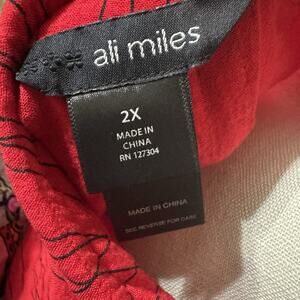 ali miles
2X
MADE IN
CHINA
RN 127304
MADE IN CHINA
SEE REVERSE FOR CARE